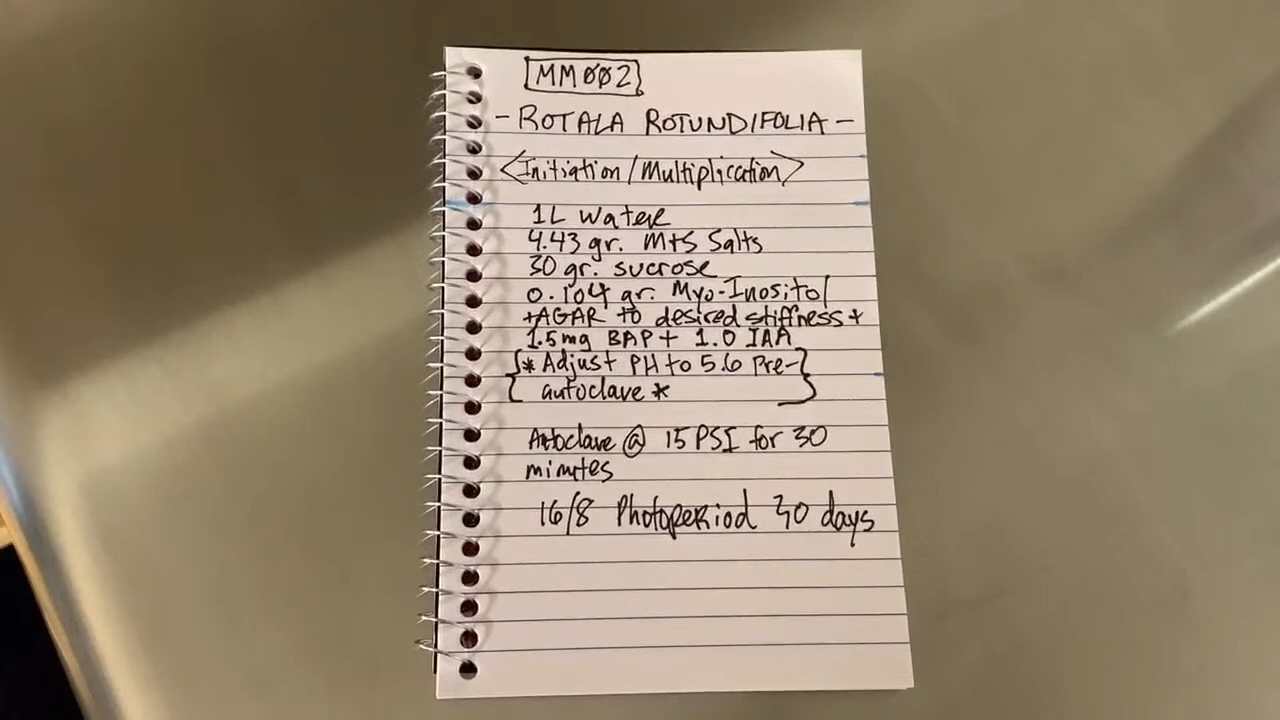 MM002
- ROTALA ROTUNDIFOLIA -
<Initiation/Multiplication>
1L Water
4.43 gr. M+S Salts
30 gr. sucrose
0.104 gr. Myo-Inositol
+AGAR to desired stiffness +
1.5mg BAP + 1.0 IAA
{* Adjust PH to 5.6 Pre-
autoclave *}
Autoclave @ 15 PSI for 30
minutes
16/8 Photoperiod 30 days